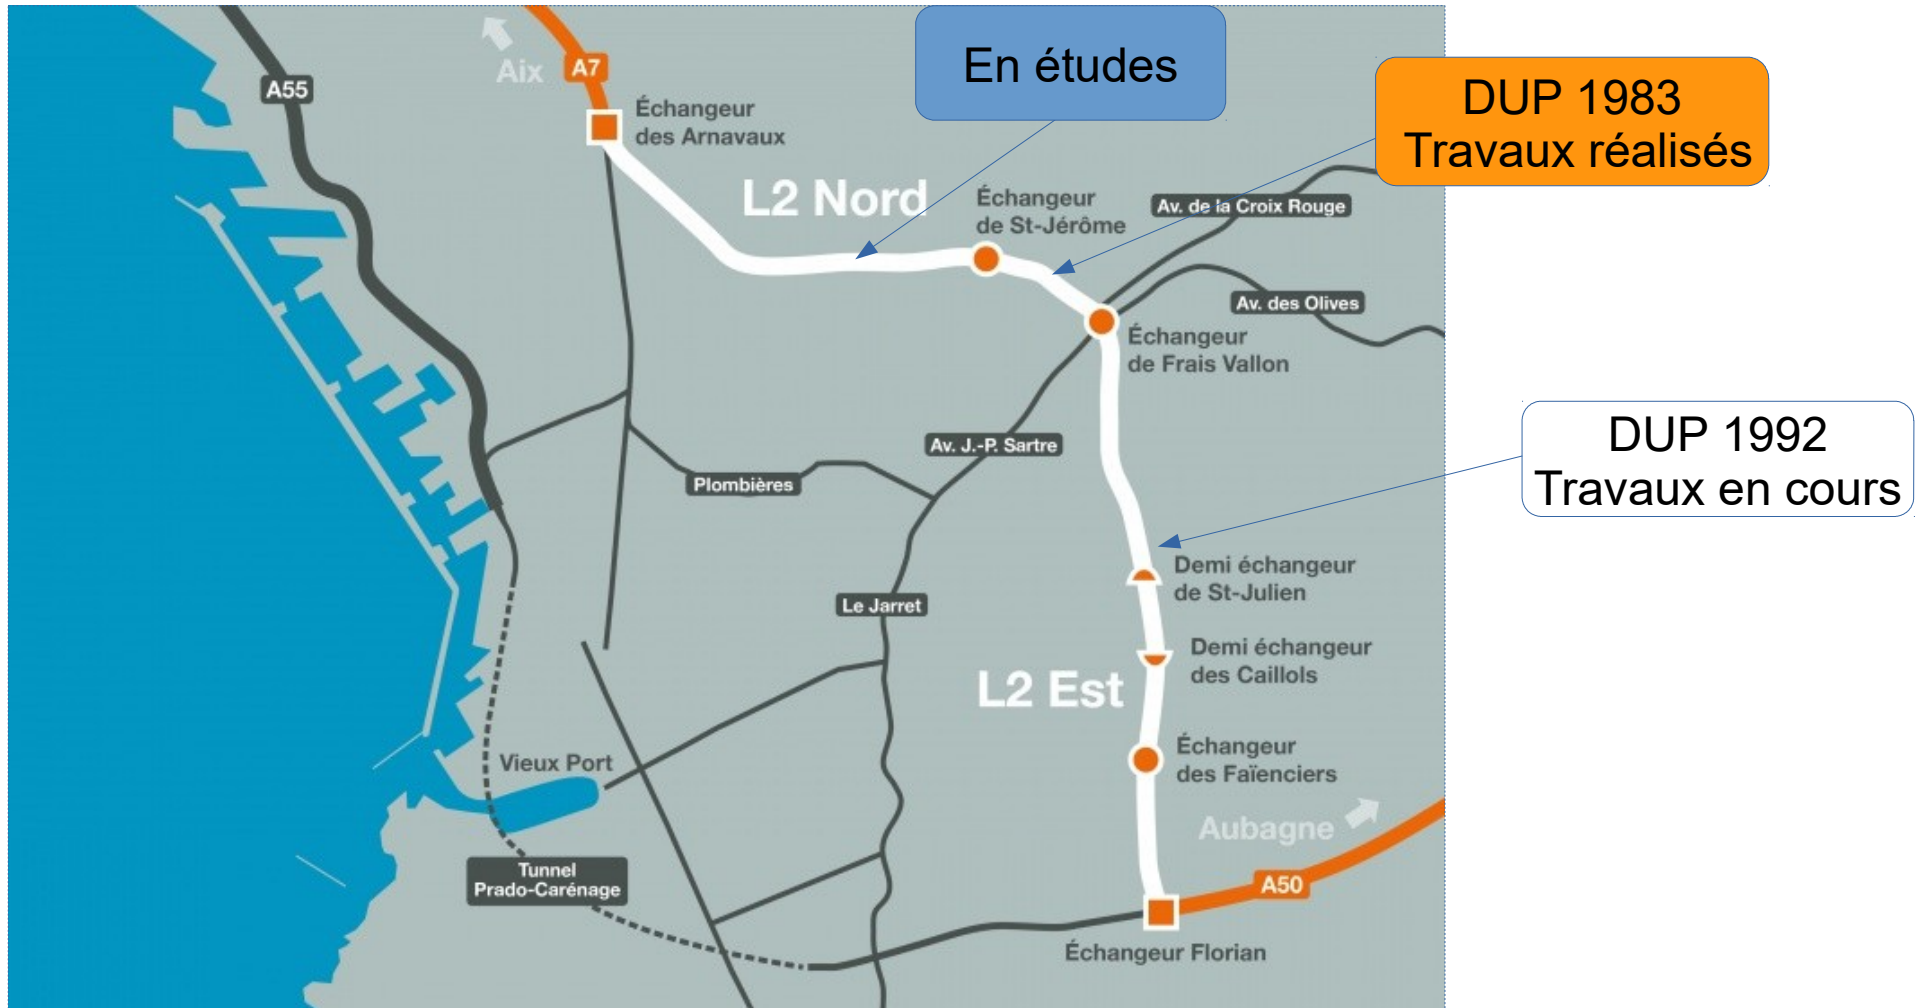 En études
DUP 1983
Travaux réalisés
A55
Aix
A7
Échangeur
des Arnavaux
L2 Nord
Échangeur
de St-Jérôme
Av. de la Croix Rouge
Av. des Olives
Échangeur
de Frais Vallon
DUP 1992
Travaux en cours
Av. J.-P. Sartre
Plombières
Demi échangeur
de St-Julien
Le Jarret
Demi échangeur
des Caillols
L2 Est
Échangeur
des Faïenciers
Vieux Port
Aubagne
Tunnel
Prado-Carénage
A50
Échangeur Florian